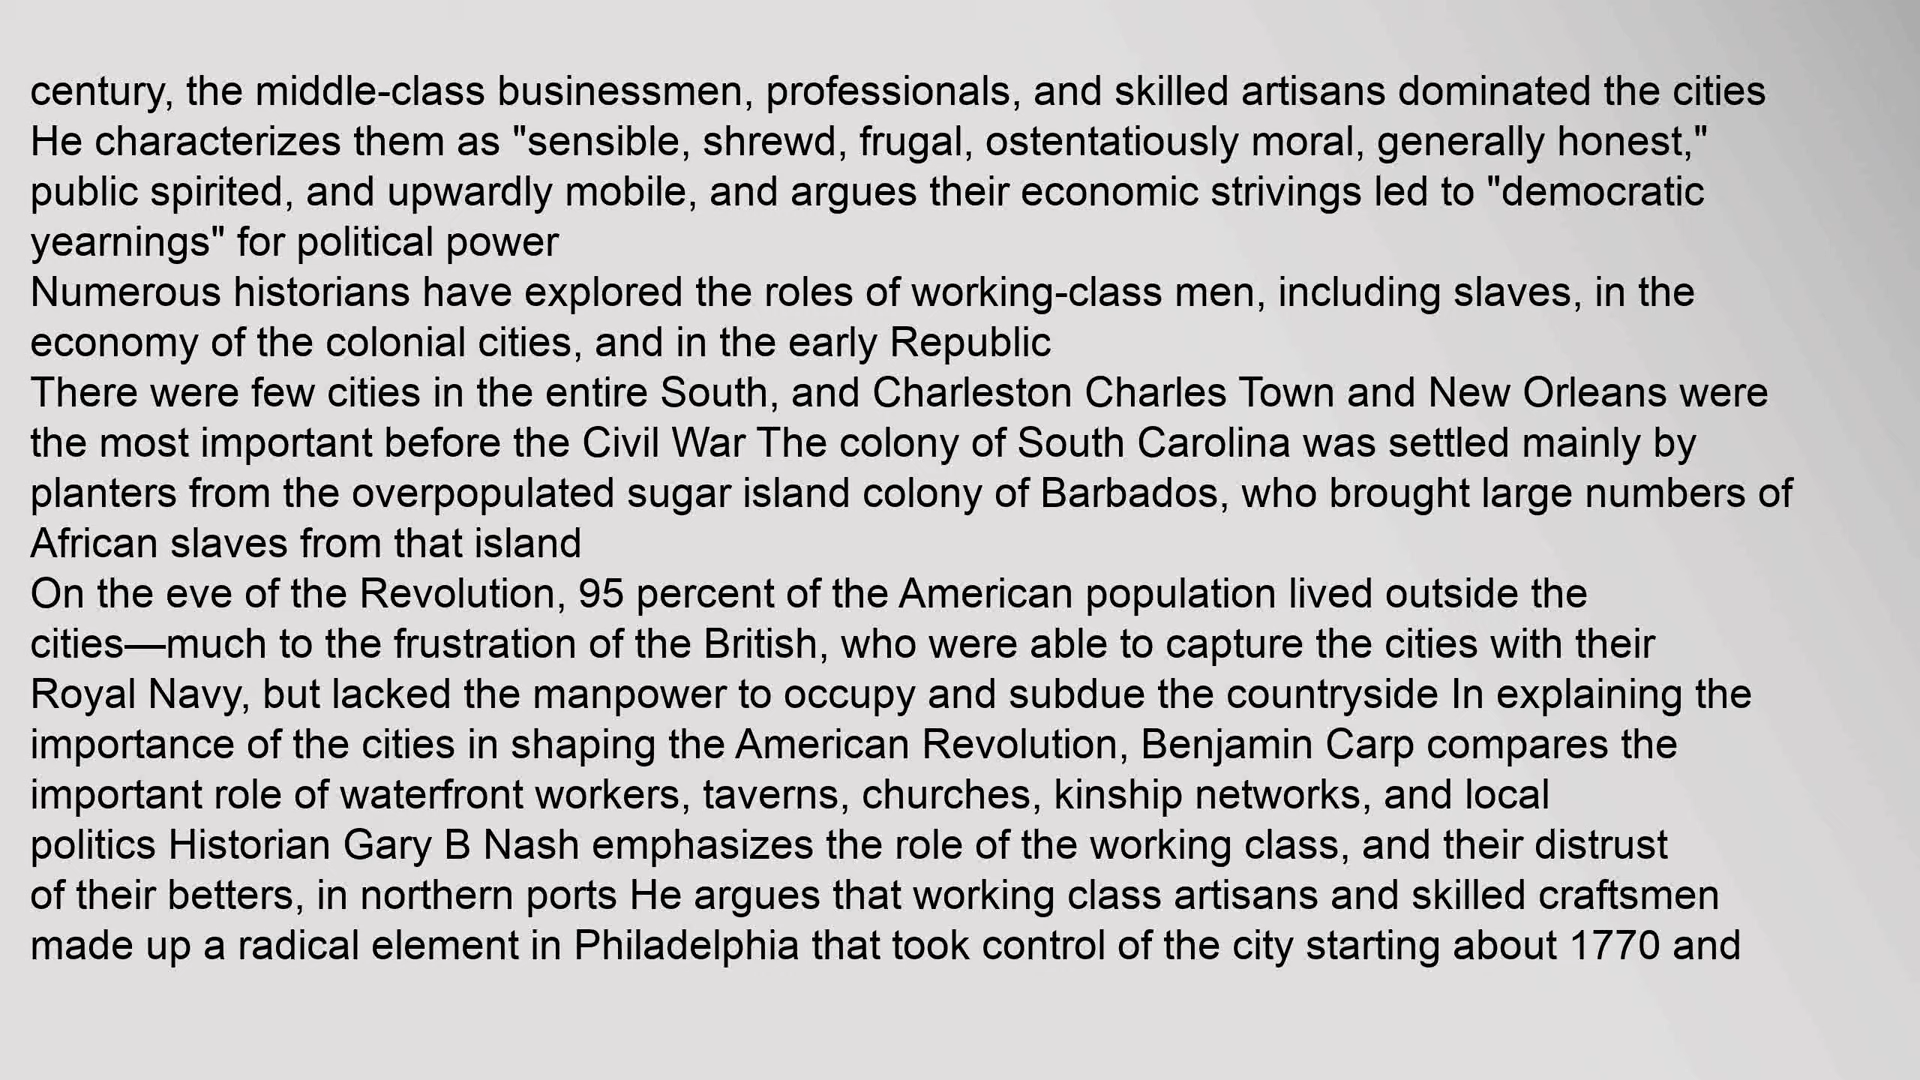 century, the middle-class businessmen, professionals, and skilled artisans dominated the cities
He characterizes them as "sensible, shrewd, frugal, ostentatiously moral, generally honest,"
public spirited, and upwardly mobile, and argues their economic strivings led to "democratic
yearnings" for political power
Numerous historians have explored the roles of working-class men, including slaves, in the
economy of the colonial cities, and in the early Republic
There were few cities in the entire South, and Charleston Charles Town and New Orleans were
the most important before the Civil War The colony of South Carolina was settled mainly by
planters from the overpopulated sugar island colony of Barbados, who brought large numbers of
African slaves from that island
On the eve of the Revolution, 95 percent of the American population lived outside the
cities—much to the frustration of the British, who were able to capture the cities with their
Royal Navy, but lacked the manpower to occupy and subdue the countryside In explaining the
importance of the cities in shaping the American Revolution, Benjamin Carp compares the
important role of waterfront workers, taverns, churches, kinship networks, and local
politics Historian Gary B Nash emphasizes the role of the working class, and their distrust
of their betters, in northern ports He argues that working class artisans and skilled craftsmen
made up a radical element in Philadelphia that took control of the city starting about 1770 and